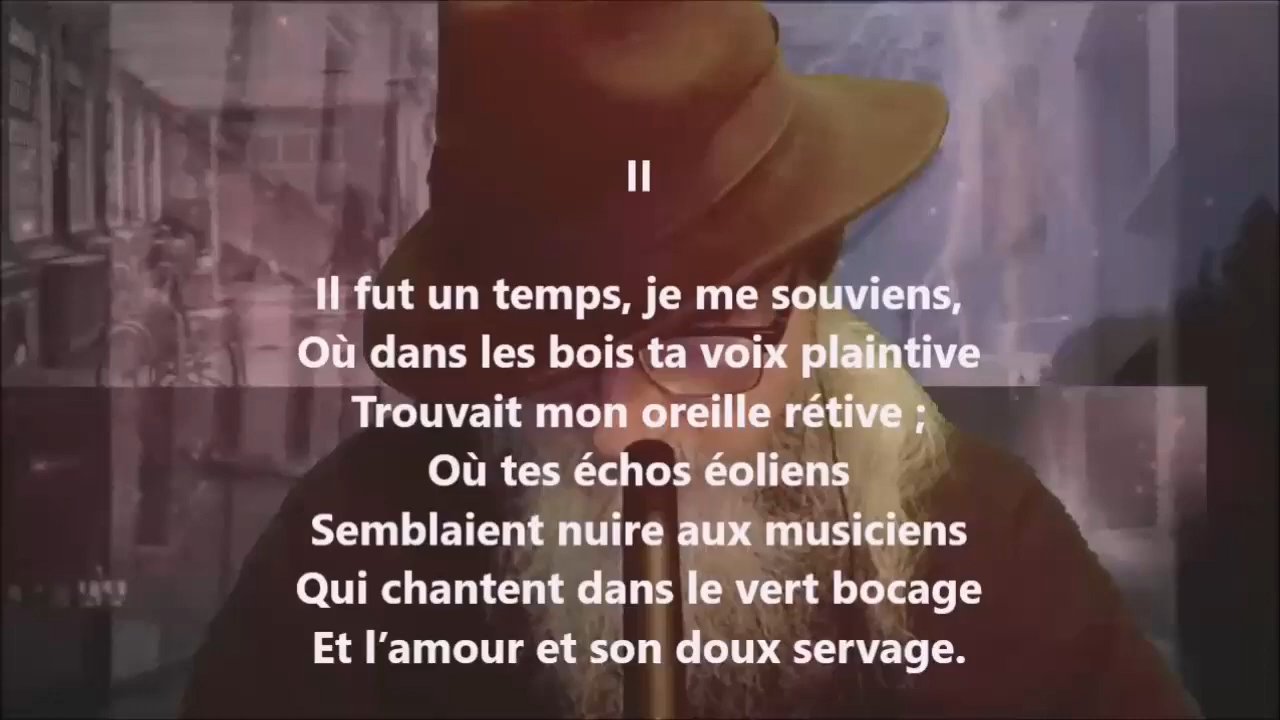 II
Il fut un temps, je me souviens,
Où dans les bois ta voix plaintive
Trouvait mon oreille rétive ;
Où tes échos éoliens
Semblaient nuire aux musiciens
Qui chantent dans le vert bocage
Et l’amour et son doux servage.